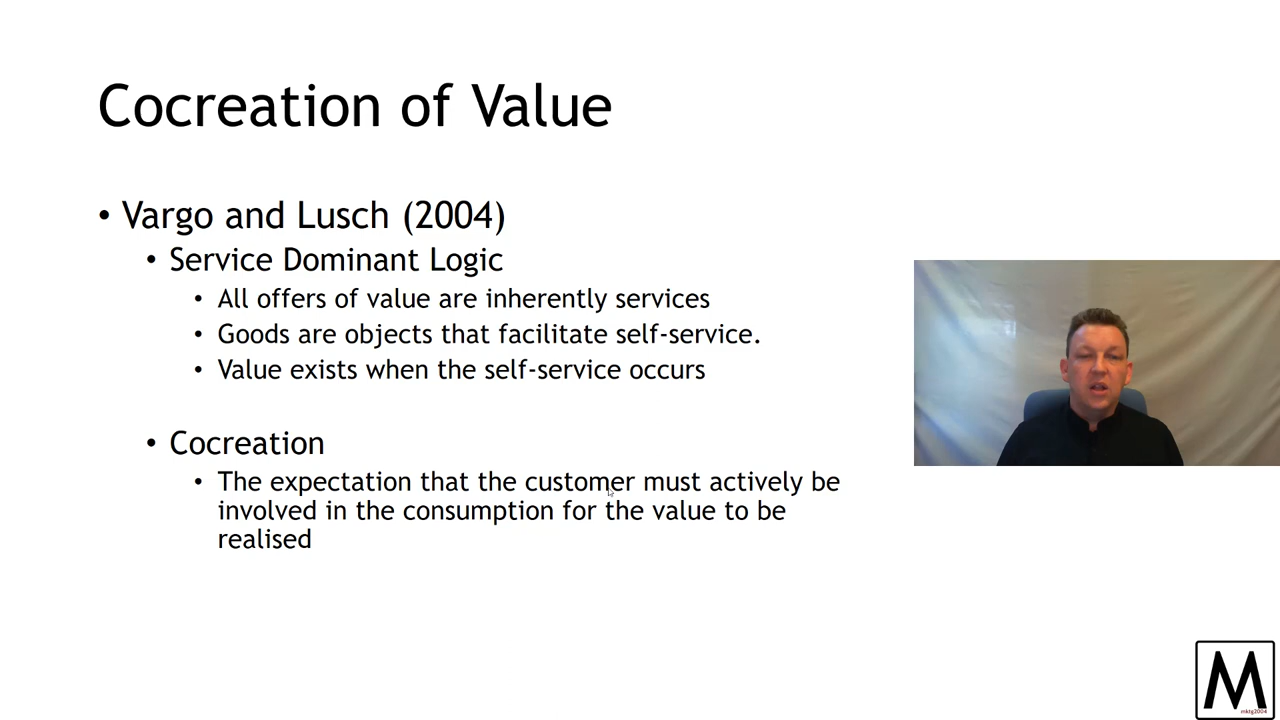 Cocreation of Value
• Vargo and Lusch (2004)
• Service Dominant Logic
• All offers of value are inherently services
• Goods are objects that facilitate self-service.
• Value exists when the self-service occurs
• Cocreation
• The expectation that the customer must actively be
involved in the consumption for the value to be
realised
M
mktg2004